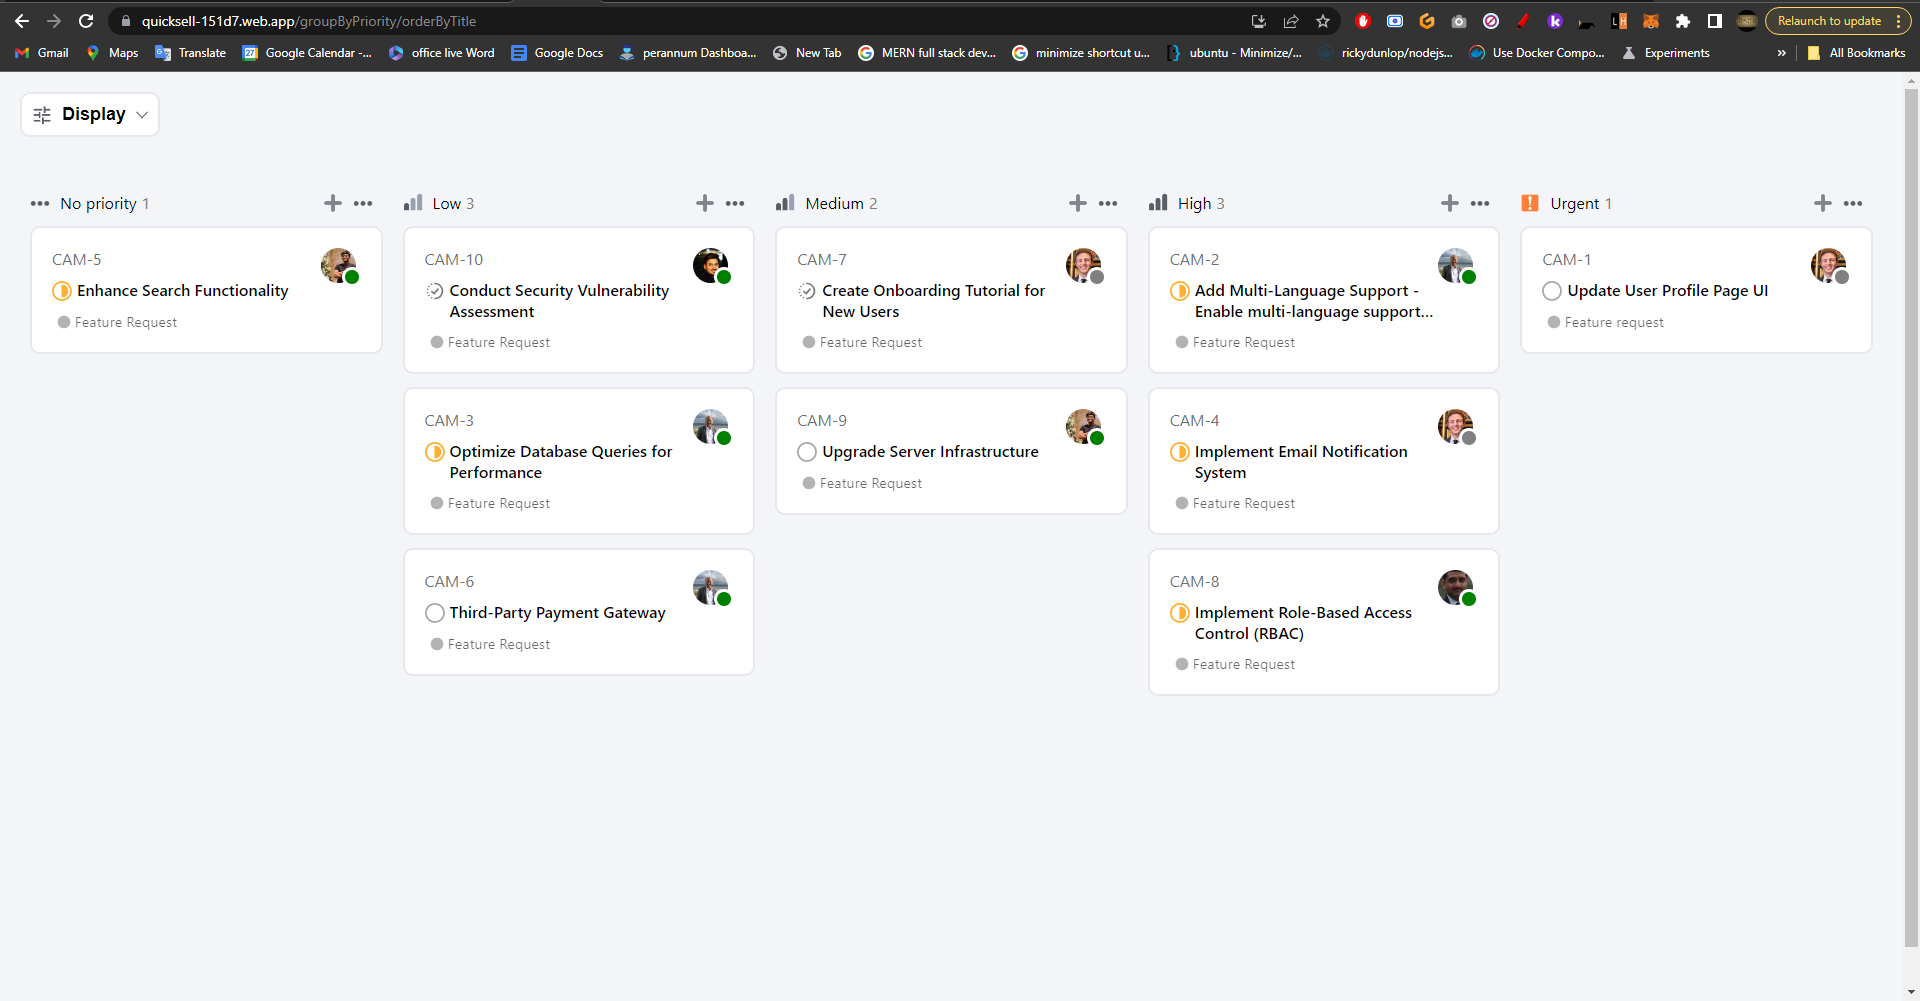 quicksell-151d7.web.app/groupByPriority/orderByTitle
Relaunch to update
Gmail
Maps
Translate
27
Google Calendar -...
office live Word
Google Docs
perannum Dashboa...
New Tab
MERN full stack dev...
minimize shortcut u...
ubuntu - Minimize/...
rickydunlop/nodejs...
Use Docker Compo...
Experiments
»
All Bookmarks
Display
No priority 1
CAM-5
Enhance Search Functionality
Feature Request
Low 3
CAM-10
Conduct Security Vulnerability
Assessment
Feature Request
CAM-3
Optimize Database Queries for
Performance
Feature Request
CAM-6
Third-Party Payment Gateway
Feature Request
Medium 2
CAM-7
Create Onboarding Tutorial for
New Users
Feature Request
CAM-9
Upgrade Server Infrastructure
Feature Request
High 3
CAM-2
Add Multi-Language Support -
Enable multi-language support...
Feature Request
CAM-4
Implement Email Notification
System
Feature Request
CAM-8
Implement Role-Based Access
Control (RBAC)
Feature Request
Urgent 1
CAM-1
Update User Profile Page UI
Feature request